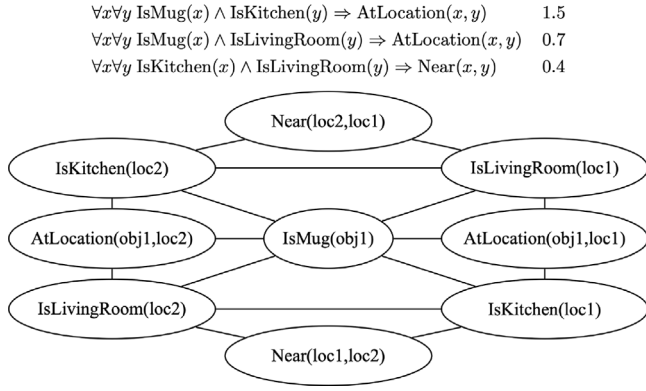 ∀x∀y IsMug(x) ∧ IsKitchen(y) ⇒ AtLocation(x, y) 1.5
∀x∀y IsMug(x) ∧ IsLivingRoom(y) ⇒ AtLocation(x, y) 0.7
∀x∀y IsKitchen(x) ∧ IsLivingRoom(y) ⇒ Near(x, y) 0.4
Near(loc2,loc1)
IsKitchen(loc2)
IsLivingRoom(loc1)
AtLocation(obj1,loc2)
IsMug(obj1)
AtLocation(obj1,loc1)
IsLivingRoom(loc2)
IsKitchen(loc1)
Near(loc1,loc2)